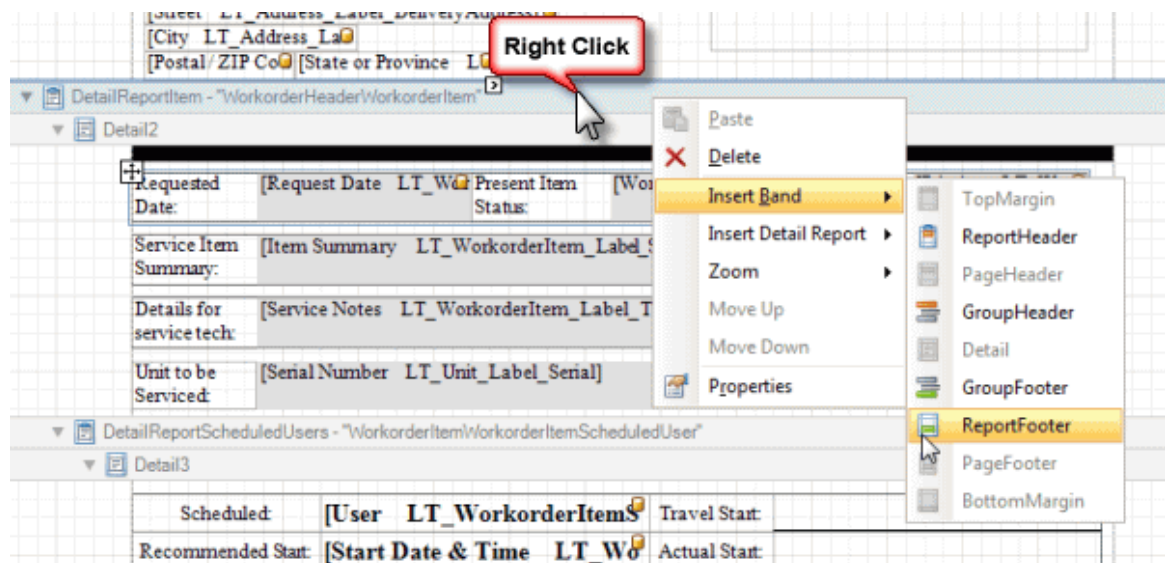 [Street LT_Address_Label_DeliveryAddress]
[City LT_Address_La
Right Click
[Postal/ZIP Co [State or Province L
DetailReportItem - "WorkorderHeaderWorkorderItem"
Detail2
Paste
Delete
Insert Band
Insert Detail Report
Zoom
Move Up
Move Down
Properties
TopMargin
ReportHeader
PageHeader
GroupHeader
Detail
GroupFooter
ReportFooter
PageFooter
BottomMargin
Requested [Request Date LT_Wo Present Item [Wor
Date: Status:
Service Item [Item Summary LT_WorkorderItem_Label_S
Summary:
Details for [Service Notes LT_WorkorderItem_Label_T
service tech:
Unit to be [Serial Number LT_Unit_Label_Serial]
Serviced:
DetailReportScheduledUsers - "WorkorderItemWorkorderItemScheduledUser"
Detail3
Scheduled: [User LT_WorkorderItemS Travel Start:
Recommended Start: [Start Date & Time LT_Wo Actual Start: